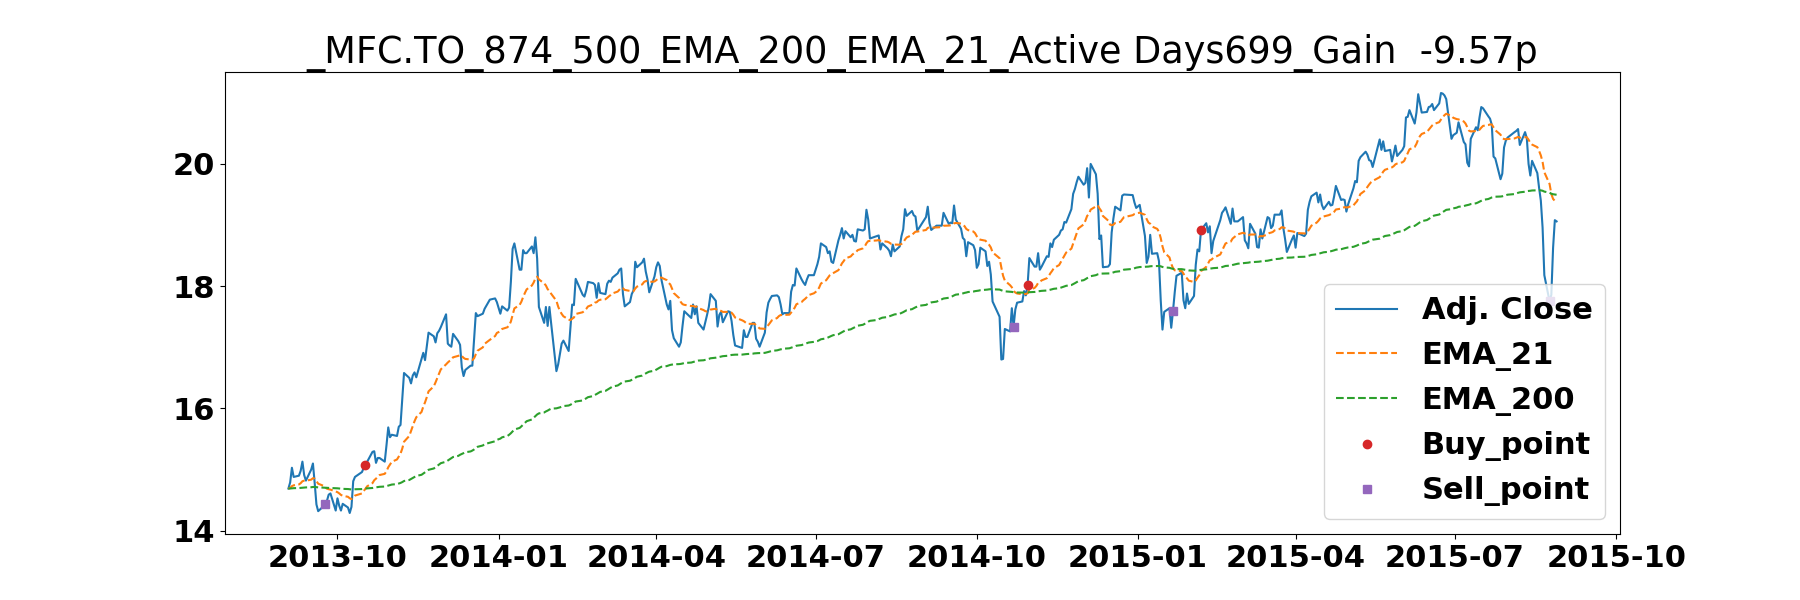 _MFC.TO_874_500_EMA_200_EMA_21_Active Days699_Gain  -9.57p
20
18
16
14
Adj. Close
EMA_21
EMA_200
Buy_point
Sell_point
2013-10 2014-01 2014-04 2014-07 2014-10 2015-01 2015-04 2015-07 2015-10